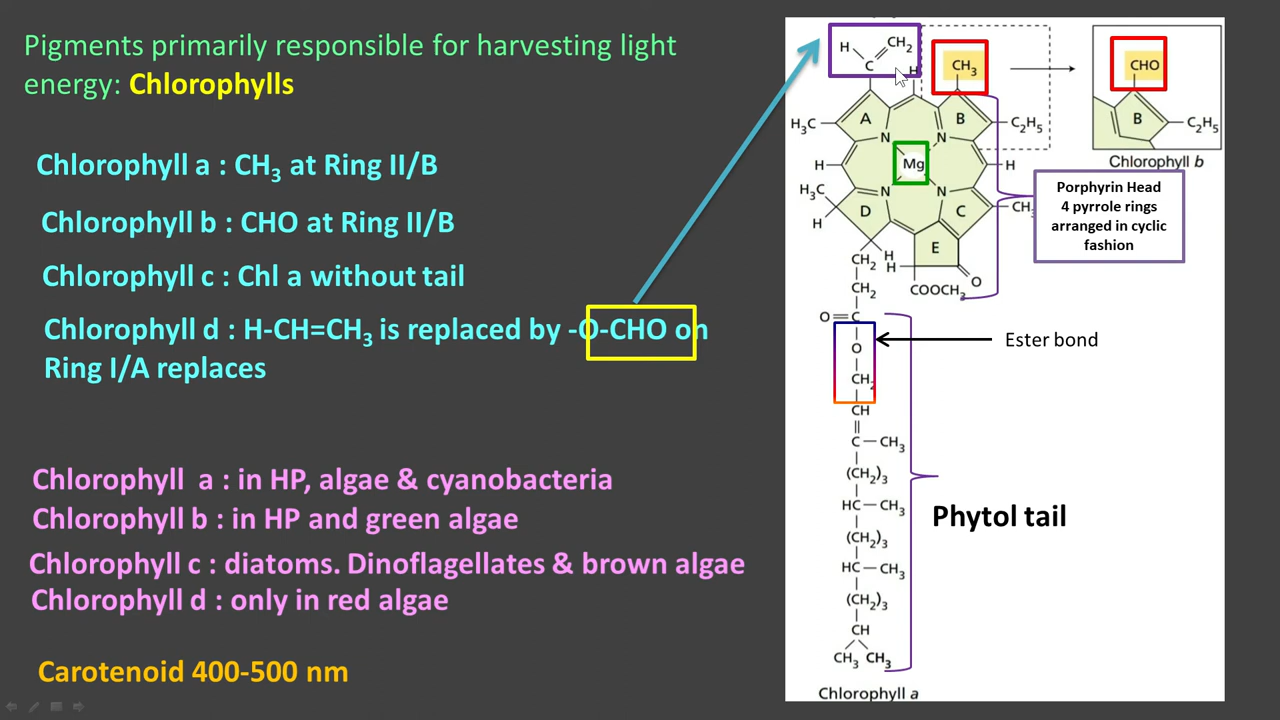 Pigments primarily responsible for harvesting light
energy: Chlorophylls
Chlorophyll a : CH₃ at Ring II/B
Chlorophyll b : CHO at Ring II/B
Chlorophyll c : Chl a without tail
Chlorophyll d : H-CH=CH₃ is replaced by -O-CHO on
Ring I/A replaces
Chlorophyll a : in HP, algae & cyanobacteria
Chlorophyll b : in HP and green algae
Chlorophyll c : diatoms. Dinoflagellates & brown algae
Chlorophyll d : only in red algae
Carotenoid 400-500 nm
H CH₂
C H CH₃ CHO
A B B
H₃C C₂H₅ C₂H₅
N N
Chlorophyll b
H Mg H
H₃C N N
H D C CH₃
E
Porphyrin Head
4 pyrrole rings
arranged in cyclic
fashion
CH₂ H H O
CH₂ COOCH₃
O=C
O
Ester bond
CH₂
CH
C—CH₃
(CH₂)₃
HC—CH₃
Phytol tail
(CH₂)₃
HC—CH₃
(CH₂)₃
CH
CH₃ CH₃
Chlorophyll a